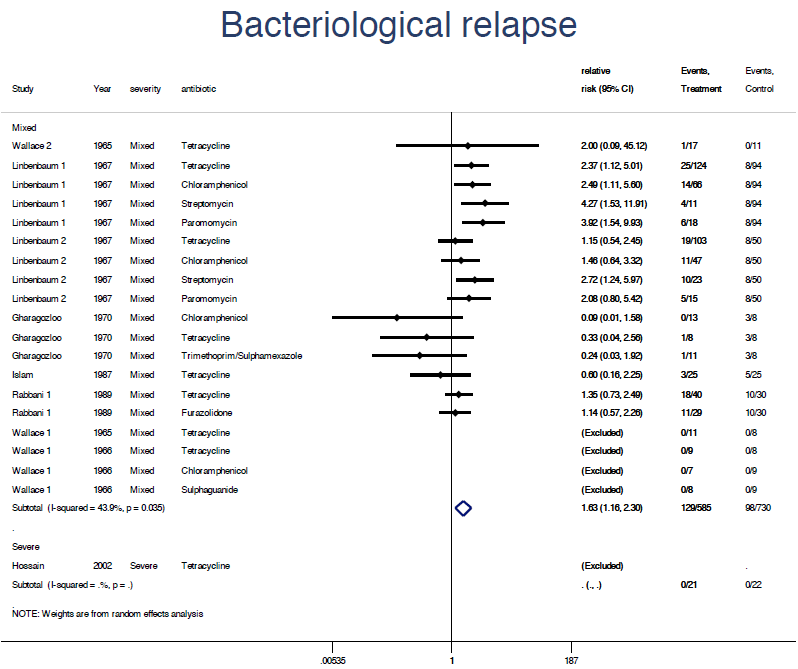 Bacteriological relapse
relative Events, Events,
Study Year severity antibiotic risk (95% CI) Treatment Control
Mixed
Wallace 2 1965 Mixed Tetracycline 2.00 (0.09, 45.12) 1/17 0/11
Linbenbaum 1 1967 Mixed Tetracycline 2.37 (1.12, 5.01) 25/124 8/94
Linbenbaum 1 1967 Mixed Chloramphenicol 2.49 (1.11, 5.60) 14/66 8/94
Linbenbaum 1 1967 Mixed Streptomycin 4.27 (1.53, 11.91) 4/11 8/94
Linbenbaum 1 1967 Mixed Paromomycin 3.92 (1.54, 9.93) 6/18 8/94
Linbenbaum 2 1967 Mixed Tetracycline 1.15 (0.54, 2.45) 19/103 8/50
Linbenbaum 2 1967 Mixed Chloramphenicol 1.46 (0.64, 3.32) 11/47 8/50
Linbenbaum 2 1967 Mixed Streptomycin 2.72 (1.24, 5.97) 10/23 8/50
Linbenbaum 2 1967 Mixed Paromomycin 2.08 (0.80, 5.42) 5/15 8/50
Gharagozloo 1970 Mixed Chloramphenicol 0.09 (0.01, 1.58) 0/13 3/8
Gharagozloo 1970 Mixed Tetracycline 0.33 (0.04, 2.56) 1/8 3/8
Gharagozloo 1970 Mixed Trimethoprim/Sulphamexazole 0.24 (0.03, 1.92) 1/11 3/8
Islam 1987 Mixed Tetracycline 0.60 (0.16, 2.25) 3/25 5/25
Rabbani 1 1989 Mixed Tetracycline 1.35 (0.73, 2.49) 18/40 10/30
Rabbani 1 1989 Mixed Furazolidone 1.14 (0.57, 2.26) 11/29 10/30
Wallace 1 1965 Mixed Tetracycline (Excluded) 0/11 0/8
Wallace 1 1966 Mixed Tetracycline (Excluded) 0/9 0/8
Wallace 1 1966 Mixed Chloramphenicol (Excluded) 0/7 0/9
Wallace 1 1966 Mixed Sulphaguanide (Excluded) 0/8 0/9
Subtotal (I-squared = 43.9%, p = 0.035) 1.63 (1.16, 2.30) 129/585 98/730
.
Severe
Hossain 2002 Severe Tetracycline (Excluded) .
Subtotal (I-squared = .%, p = .) . (., .) 0/21 0/22
.
NOTE: Weights are from random effects analysis
.00535 1 187